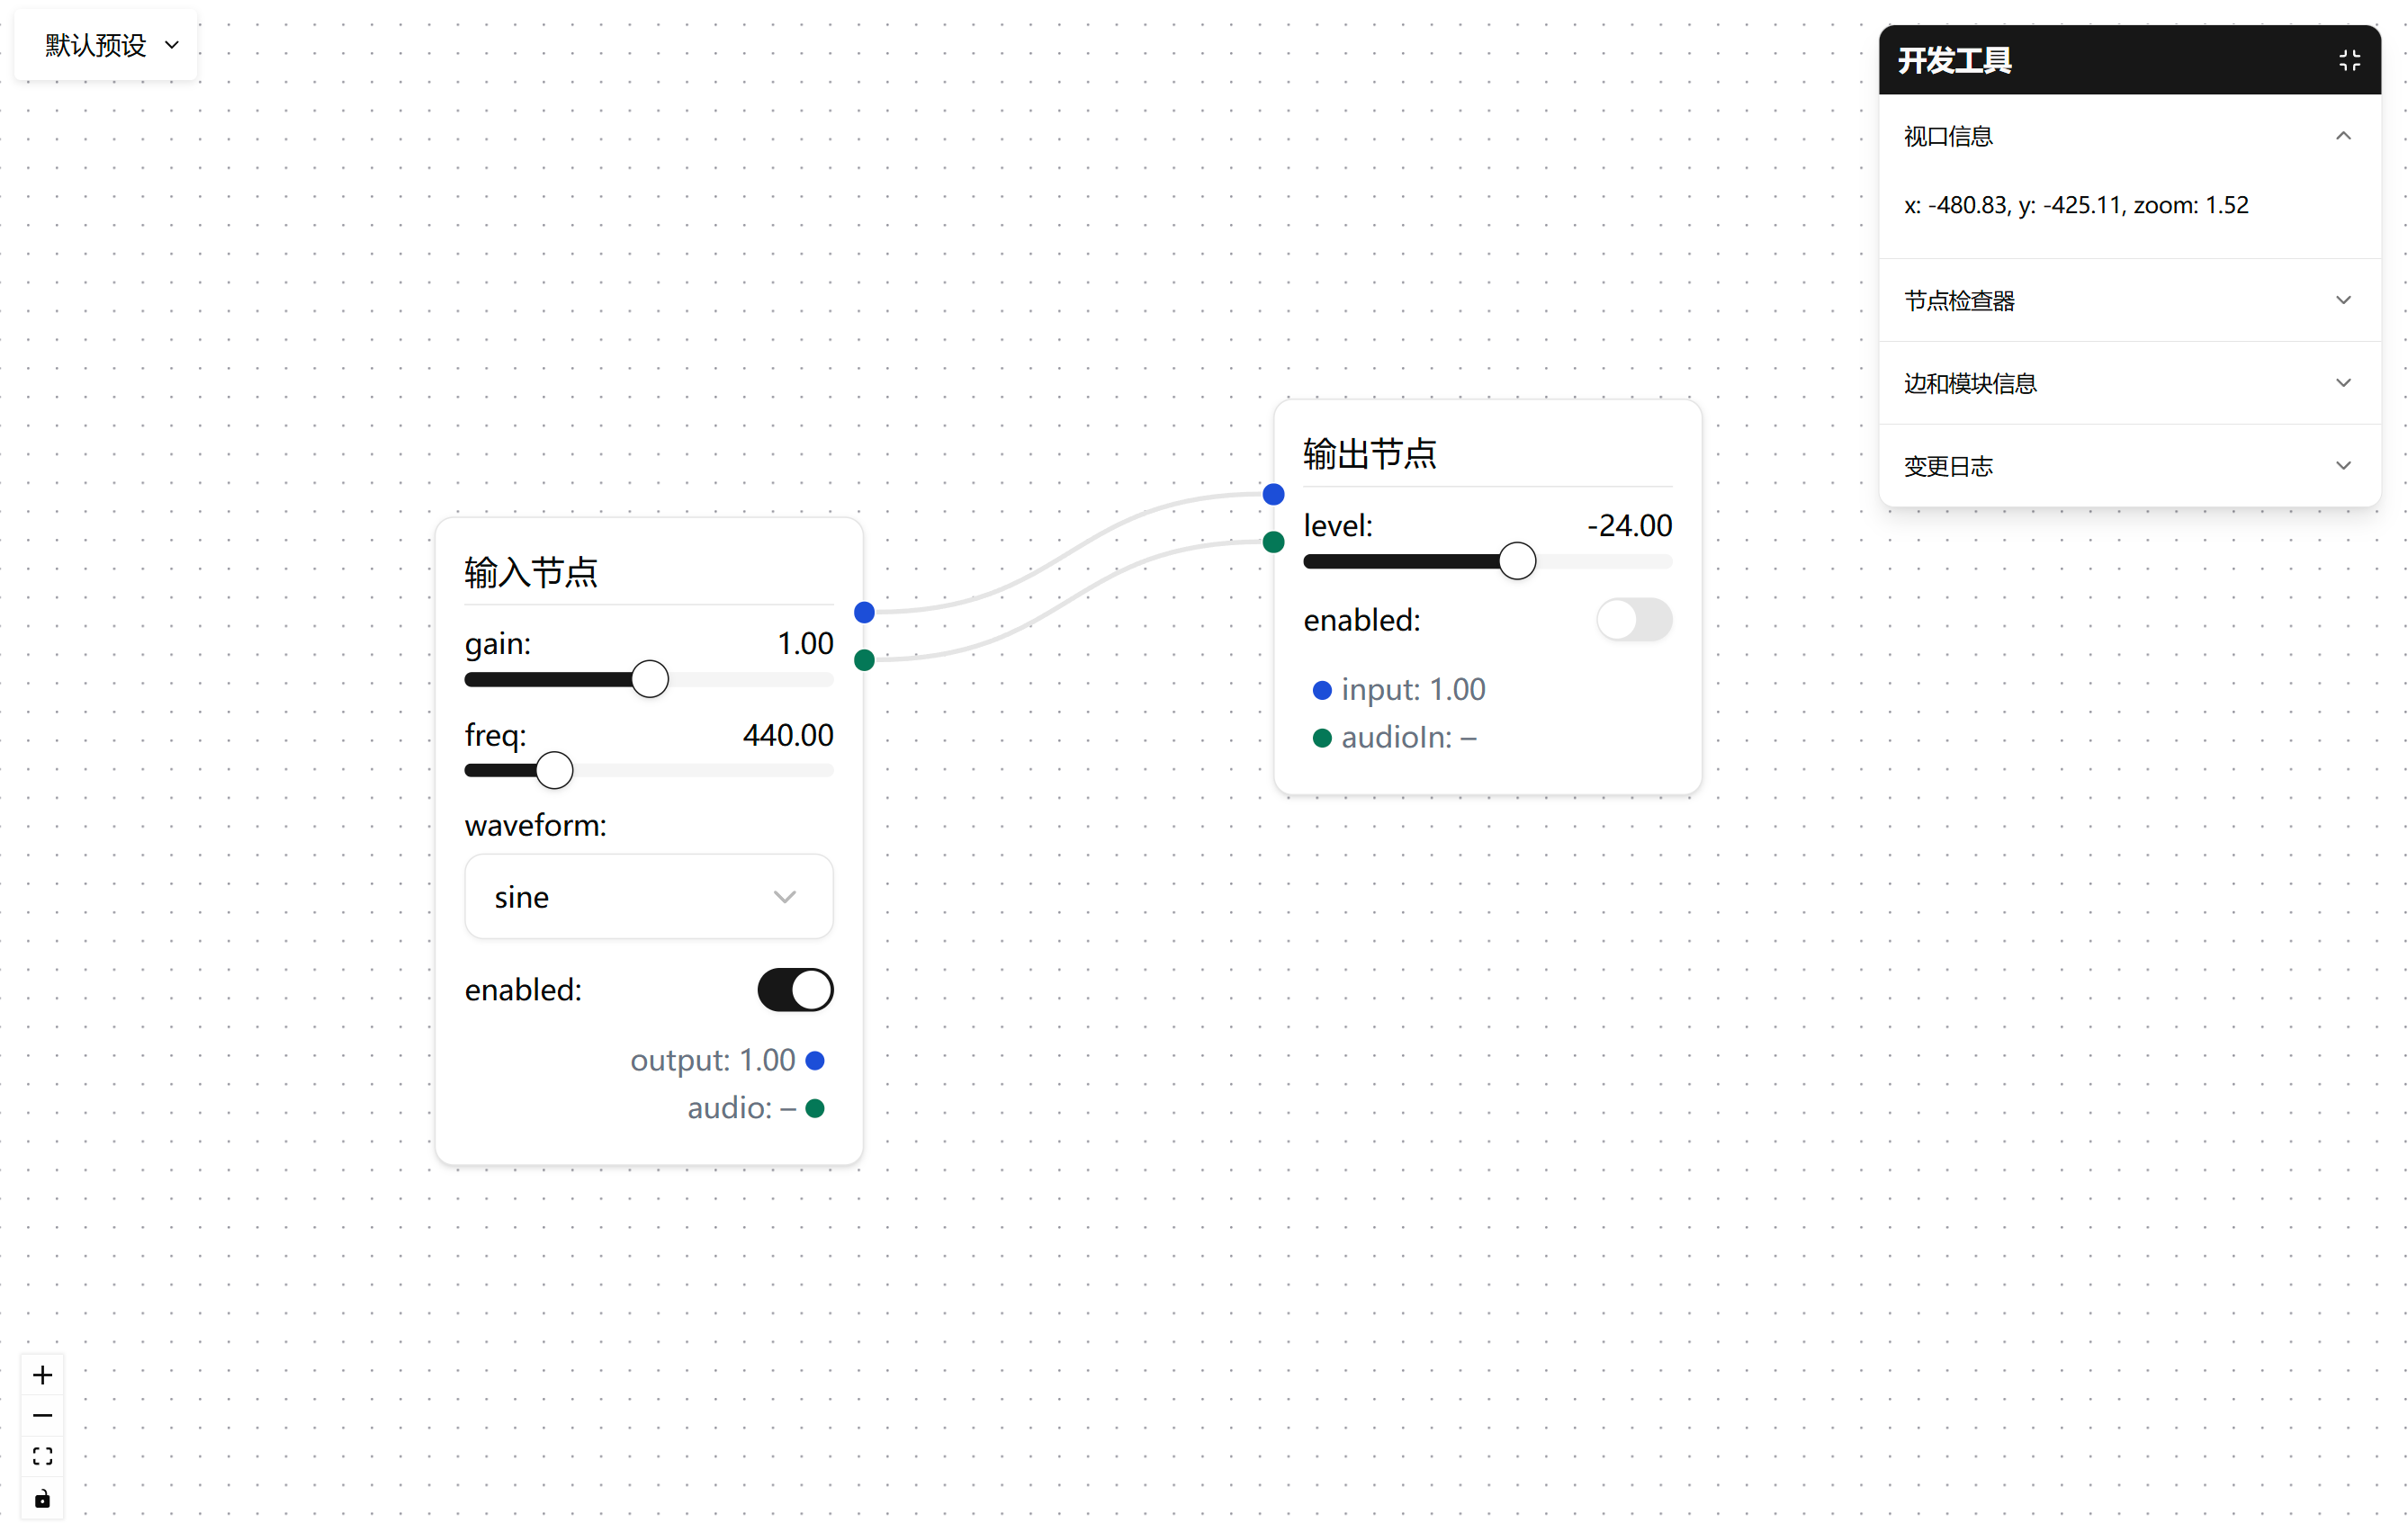 默认预设
输入节点
gain: 1.00
freq: 440.00
waveform:
sine
enabled:
output: 1.00
audio: –
输出节点
level: -24.00
enabled:
input: 1.00
audioIn: –
开发工具
视口信息
x: -480.83, y: -425.11, zoom: 1.52
节点检查器
边和模块信息
变更日志